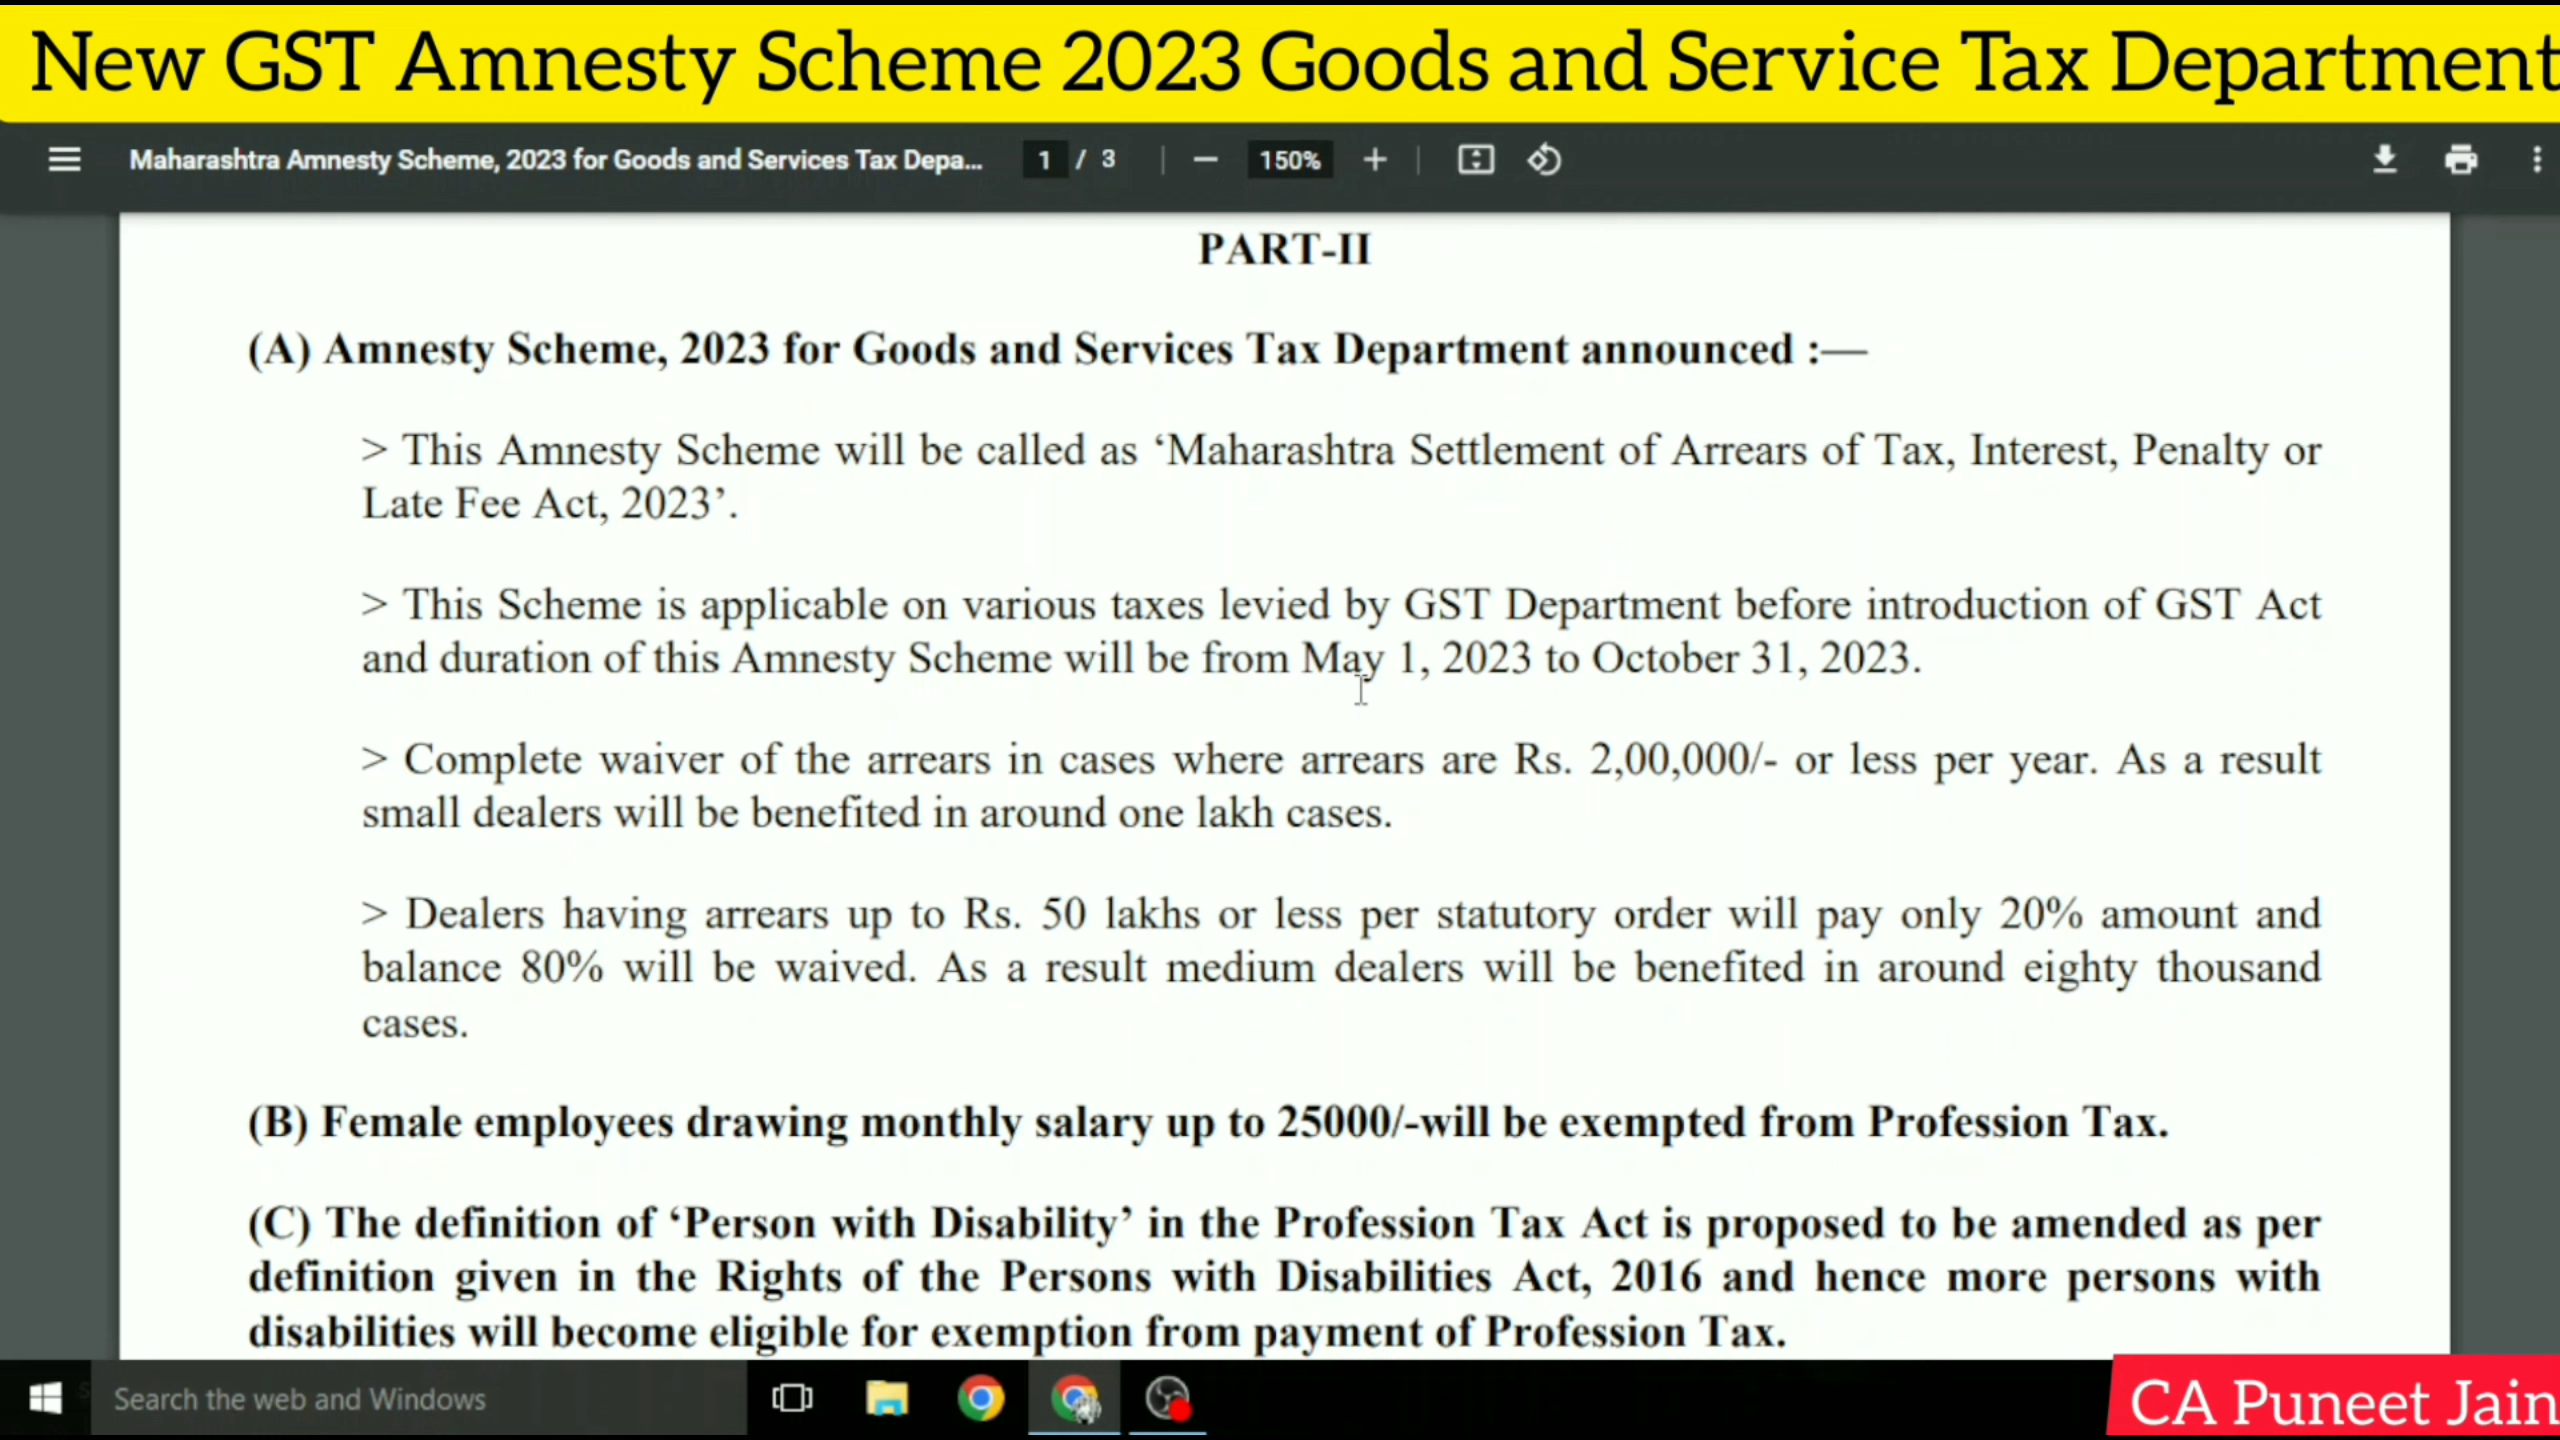 New GST Amnesty Scheme 2023 Goods and Service Tax Department
Maharashtra Amnesty Scheme, 2023 for Goods and Services Tax Depa... 1 / 3 150%
PART-II
(A) Amnesty Scheme, 2023 for Goods and Services Tax Department announced :—
> This Amnesty Scheme will be called as ‘Maharashtra Settlement of Arrears of Tax, Interest, Penalty or
Late Fee Act, 2023’.
> This Scheme is applicable on various taxes levied by GST Department before introduction of GST Act
and duration of this Amnesty Scheme will be from May 1, 2023 to October 31, 2023.
> Complete waiver of the arrears in cases where arrears are Rs. 2,00,000/- or less per year. As a result
small dealers will be benefited in around one lakh cases.
> Dealers having arrears up to Rs. 50 lakhs or less per statutory order will pay only 20% amount and
balance 80% will be waived. As a result medium dealers will be benefited in around eighty thousand
cases.
(B) Female employees drawing monthly salary up to 25000/-will be exempted from Profession Tax.
(C) The definition of ‘Person with Disability’ in the Profession Tax Act is proposed to be amended as per
definition given in the Rights of the Persons with Disabilities Act, 2016 and hence more persons with
disabilities will become eligible for exemption from payment of Profession Tax.
Search the web and Windows
CA Puneet Jain